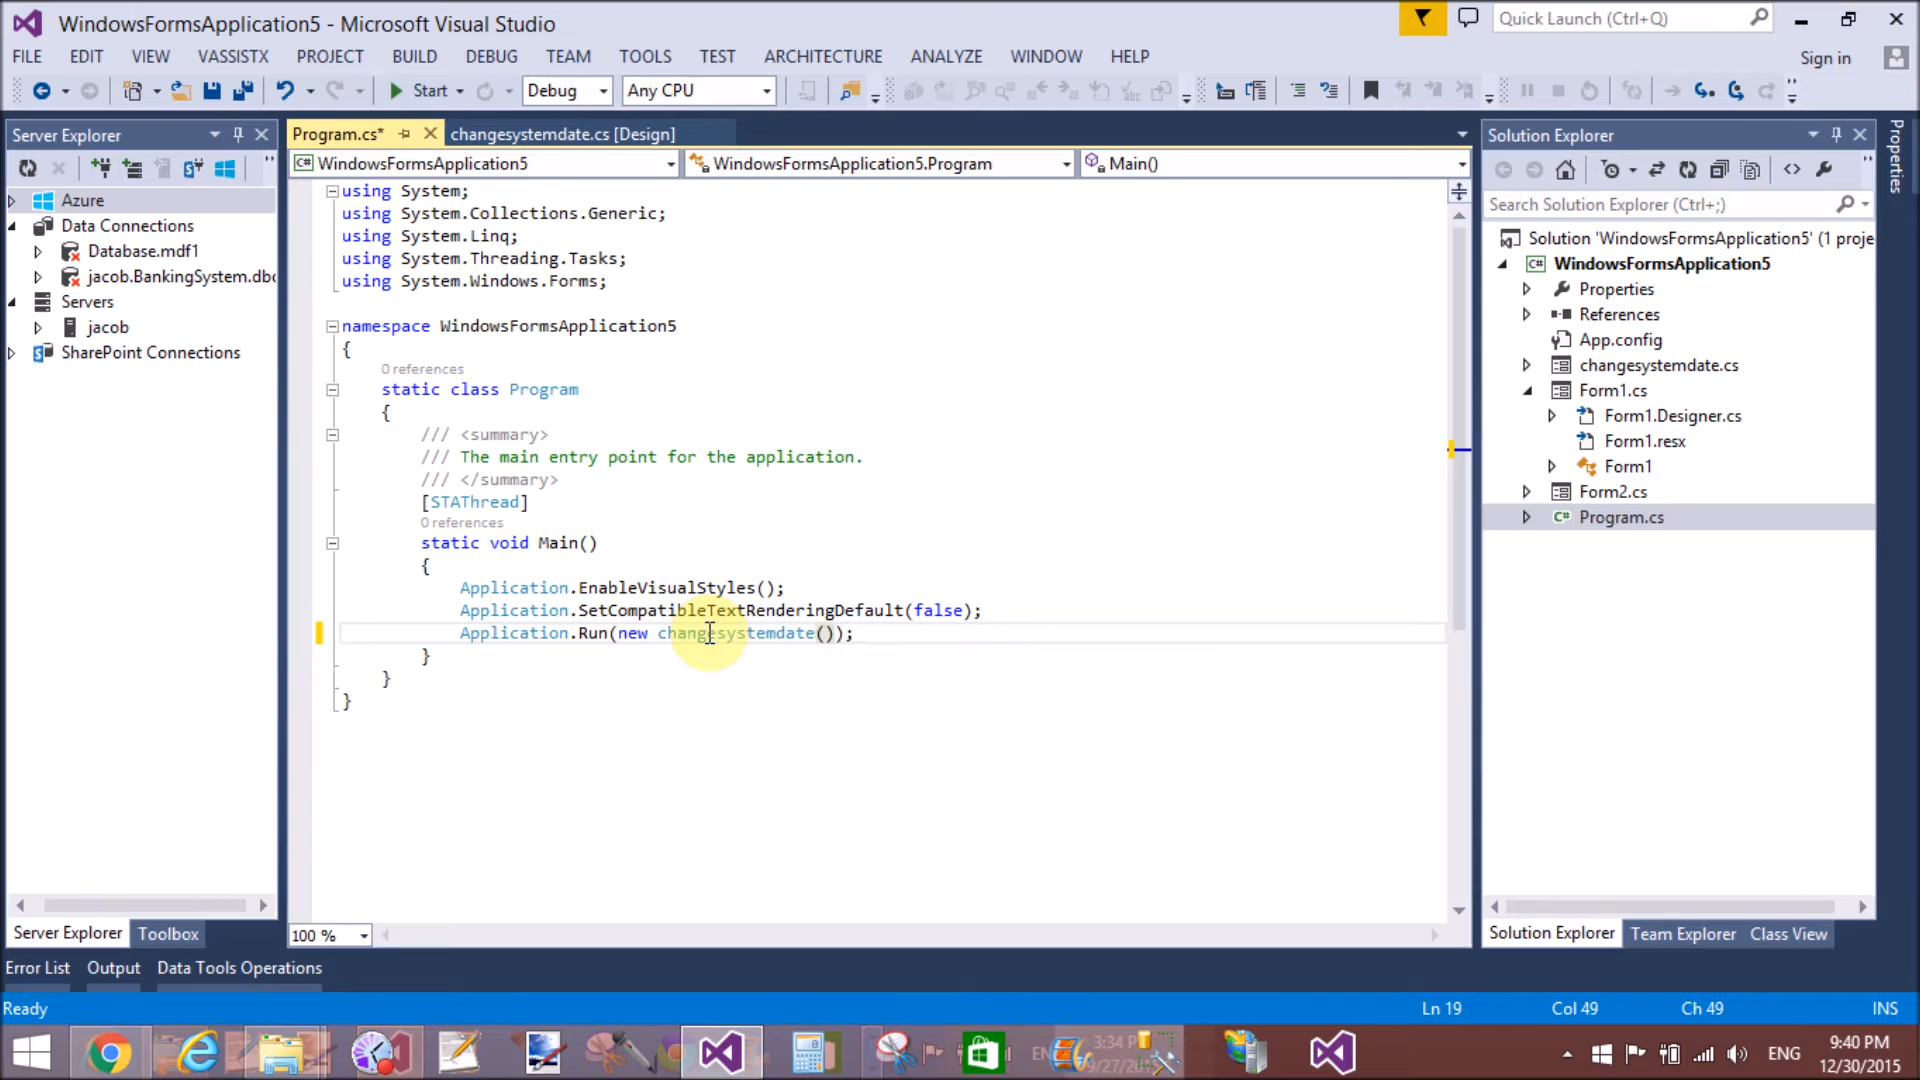 WindowsFormsApplication5 - Microsoft Visual Studio
Quick Launch (Ctrl+Q)
FILE EDIT VIEW VASSISTX PROJECT BUILD DEBUG TEAM TOOLS TEST ARCHITECTURE ANALYZE WINDOW HELP
Sign in
Start Debug Any CPU
Server Explorer
Azure
Data Connections
Database.mdf1
jacob.BankingSystem.dbo
Servers
jacob
SharePoint Connections
Server Explorer Toolbox
Program.cs* changesystemdate.cs [Design]
WindowsFormsApplication5 WindowsFormsApplication5.Program Main()
using System;
using System.Collections.Generic;
using System.Linq;
using System.Threading.Tasks;
using System.Windows.Forms;
namespace WindowsFormsApplication5
{
0 references
static class Program
{
/// <summary>
/// The main entry point for the application.
/// </summary>
[STAThread]
0 references
static void Main()
{
Application.EnableVisualStyles();
Application.SetCompatibleTextRenderingDefault(false);
Application.Run(new changesystemdate());
}
}
}
100 %
Solution Explorer
Search Solution Explorer (Ctrl+;)
Solution 'WindowsFormsApplication5' (1 proje
WindowsFormsApplication5
Properties
References
App.config
changesystemdate.cs
Form1.cs
Form1.Designer.cs
Form1.resx
Form1
Form2.cs
Program.cs
Solution Explorer Team Explorer Class View
Properties
Error List Output Data Tools Operations
Ready Ln 19 Col 49 Ch 49 INS
3:34 PM
9/27/2015
ENG
9:40 PM
12/30/2015